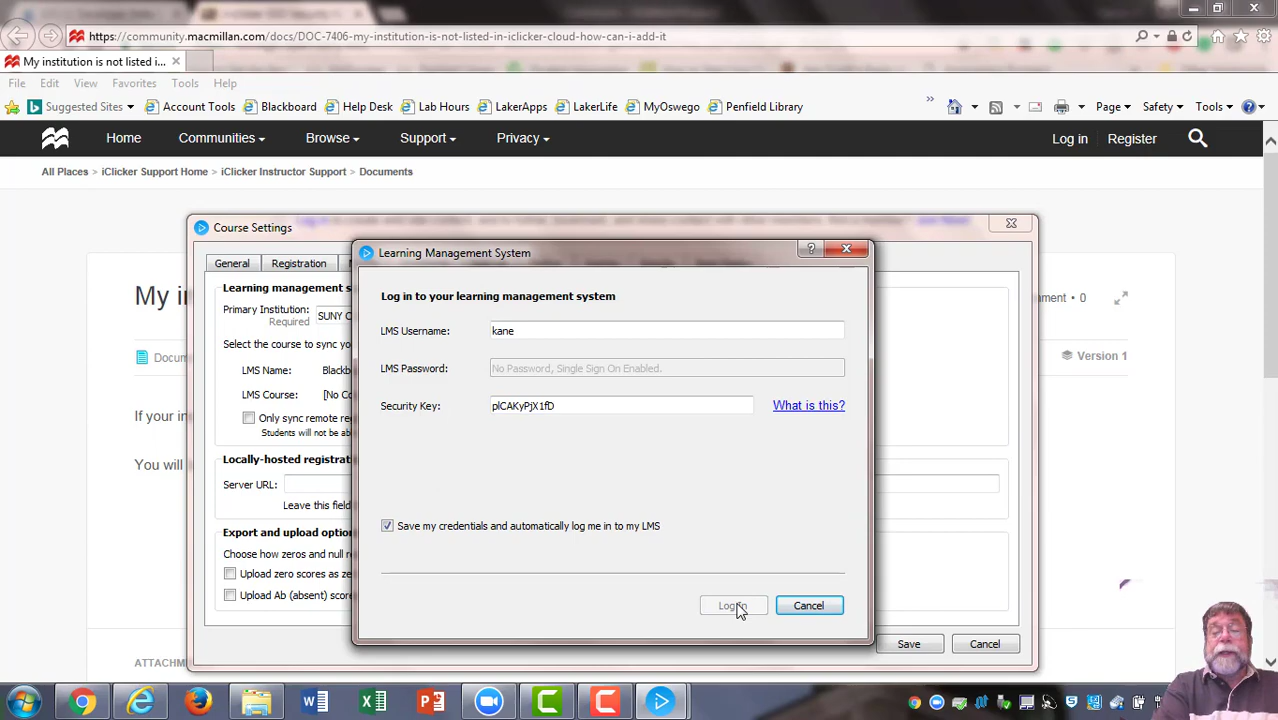 https://community.macmillan.com/docs/DOC-7406-my-institution-is-not-listed-in-iclicker-cloud-how-can-i-add-it
My institution is not listed i...
File Edit View Favorites Tools Help
Suggested Sites Account Tools Blackboard Help Desk Lab Hours LakerApps LakerLife MyOswego Penfield Library » Page Safety Tools
Home Communities Browse Support Privacy Log in Register
All Places > iClicker Support Home > iClicker Instructor Support > Documents
Course Settings
Learning Management System
General Registration
Log in to your learning management system
My i ment • 0
Learning management s
Primary Institution: SUNY
Required
LMS Username: kane
Select the course to sync yo
Docum Version 1
LMS Name: Blackb
LMS Password: No Password, Single Sign On Enabled.
LMS Course: [No C
Security Key: plCAKyPjX1fD What is this?
If your in
Only sync remote re
Students will not be ab
Locally-hosted registrat
You will
Server URL:
Leave this field
Save my credentials and automatically log me in to my LMS
Export and upload optio
Choose how zeros and null re
Upload zero scores as ze
Upload Ab (absent) score
Log In Cancel
Save Cancel
ATTACHM